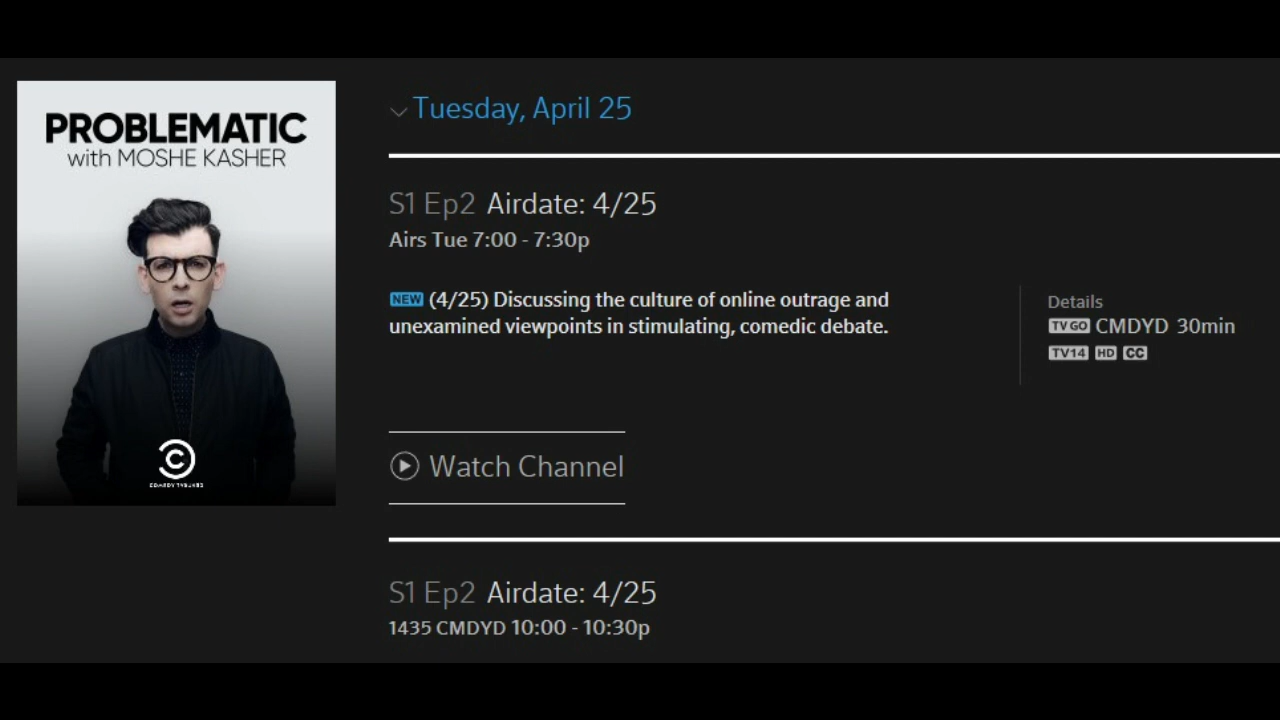 PROBLEMATIC
with MOSHE KASHER
Tuesday, April 25
S1 Ep2 Airdate: 4/25
Airs Tue 7:00 - 7:30p
NEW (4/25) Discussing the culture of online outrage and
unexamined viewpoints in stimulating, comedic debate.
Details
TV GO CMDYD 30min
TV14 HD CC
Watch Channel
S1 Ep2 Airdate: 4/25
1435 CMDYD 10:00 - 10:30p